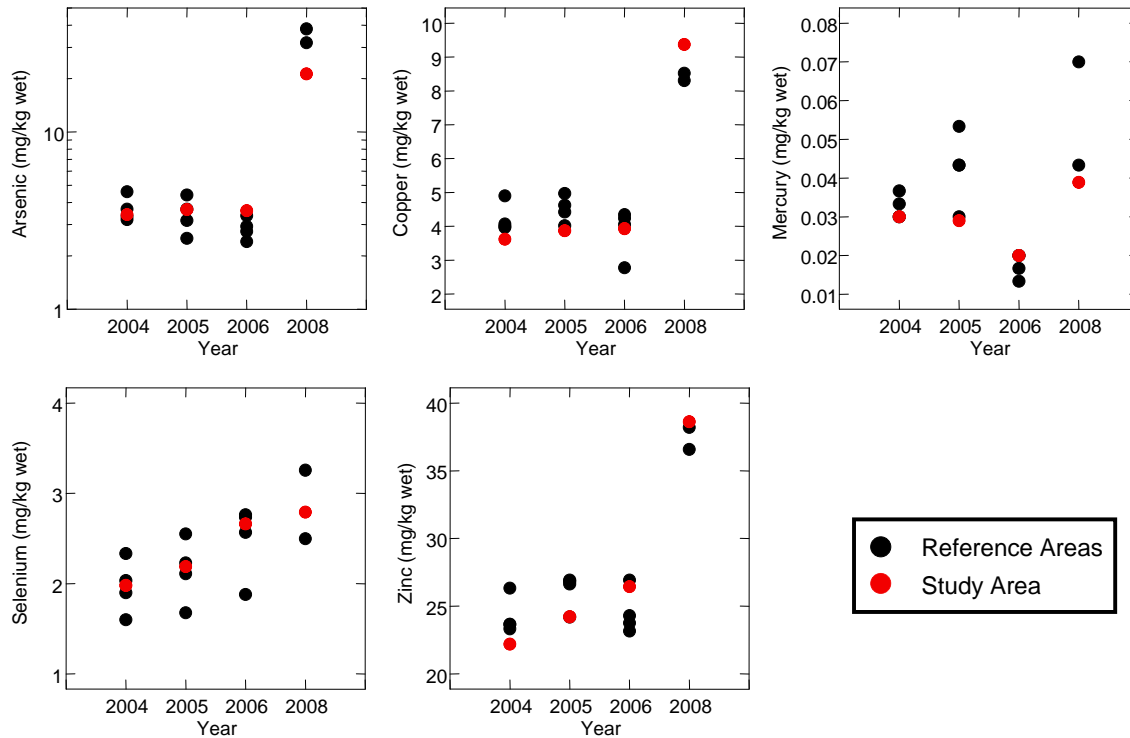 Arsenic (mg/kg wet)
10
1
2004 2005 2006 2008
Year
Copper (mg/kg wet)
10
9
8
7
6
5
4
3
2
2004 2005 2006 2008
Year
Mercury (mg/kg wet)
0.08
0.07
0.06
0.05
0.04
0.03
0.02
0.01
2004 2005 2006 2008
Year
Selenium (mg/kg wet)
4
3
2
1
2004 2005 2006 2008
Year
Zinc (mg/kg wet)
40
35
30
25
20
2004 2005 2006 2008
Year
Reference Areas
Study Area